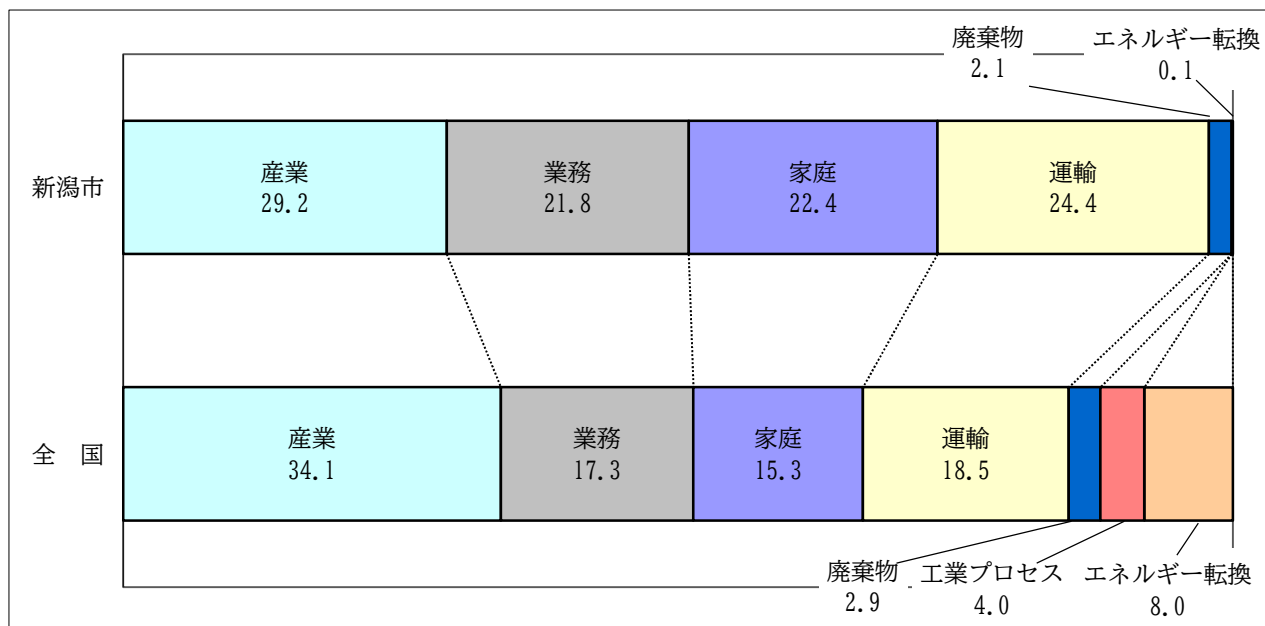 廃棄物
2.1
エネルギー転換
0.1
新潟市
産業
29.2
業務
21.8
家庭
22.4
運輸
24.4
全　国
産業
34.1
業務
17.3
家庭
15.3
運輸
18.5
廃棄物
2.9
工業プロセス
4.0
エネルギー転換
8.0